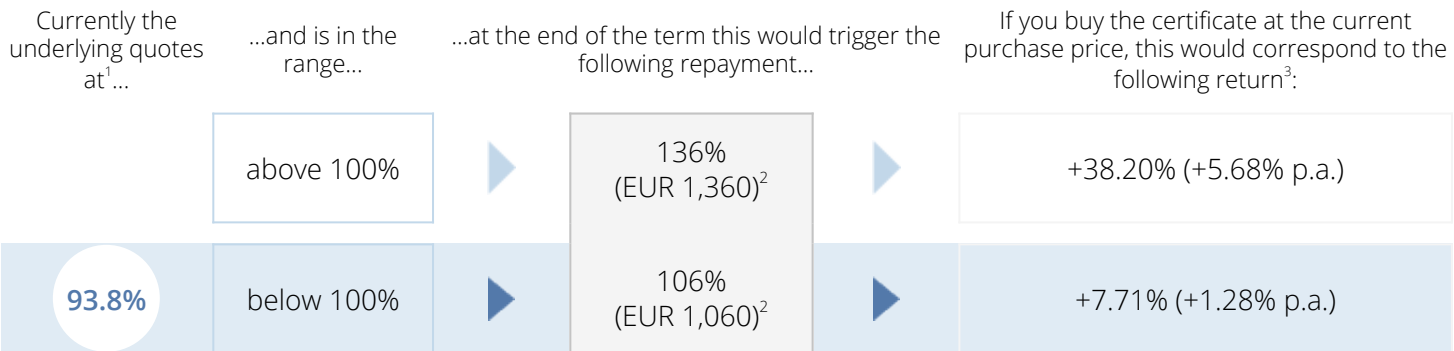 Currently the
underlying quotes
at¹...
...and is in the
range...
...at the end of the term this would trigger the
following repayment...
If you buy the certificate at the current
purchase price, this would correspond to the
following return³:
above 100%
136%
(EUR 1,360)²
+38.20% (+5.68% p.a.)
93.8%
below 100%
106%
(EUR 1,060)²
+7.71% (+1.28% p.a.)